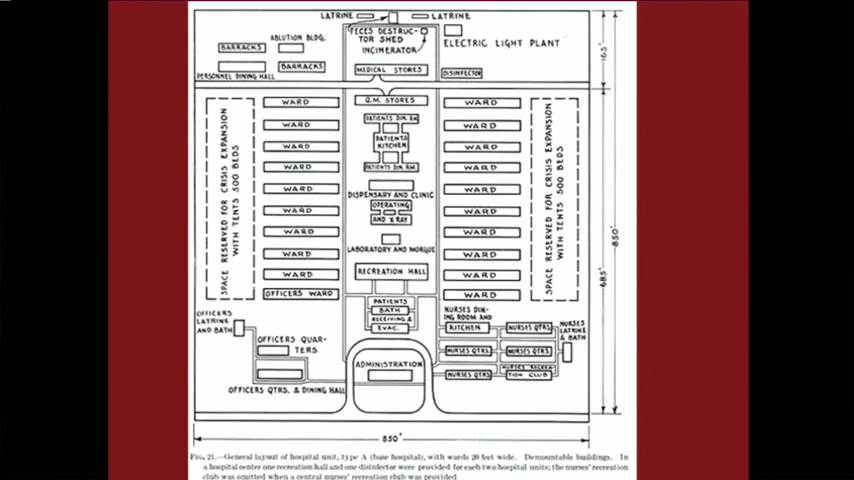 LATRINE
LATRINE
ABLUTION BLDG.
FECES DESTRUC-
TOR SHED
INCINERATOR
ELECTRIC LIGHT PLANT
BARRACKS
BARRACKS
MEDICAL STORES
DISINFECTOR
PERSONNEL DINING HALL
165'
Q.M. STORES
WARD
WARD
WARD
WARD
WARD
WARD
WARD
WARD
WARD
OFFICERS WARD
SPACE RESERVED FOR CRISIS EXPANSION
WITH TENTS 500 BEDS
PATIENTS DIN. RM
PATIENTS
KITCHEN
PATIENTS DIN. RM.
DISPENSARY AND CLINIC
OPERATING
AND X RAY
LABORATORY AND MORGUE
RECREATION HALL
PATIENTS
BATH
RECEIVING &
EVAC.
WARD
WARD
WARD
WARD
WARD
WARD
WARD
WARD
WARD
WARD
SPACE RESERVED FOR CRISIS EXPANSION
WITH TENTS 500 BEDS
685'
850'
OFFICERS
LATRINE
AND BATH
OFFICERS QUAR-
TERS
OFFICERS QTRS. & DINING HALL
ADMINISTRATION
NURSES DIN-
ING ROOM AND
KITCHEN
NURSES QTRS.
NURSES
LATRINE
& BATH
NURSES QTRS.
NURSES QTRS.
NURSES QTRS
NURSES RECREA-
TION CLUB
850'
FIG. 21.—General layout of hospital unit, type A (base hospital), with wards 20 feet wide. Demountable buildings. In
a hospital center one recreation hall and one disinfector were provided for each two hospital units; the nurses' recreation
club was omitted when a central nurses' recreation club was provided